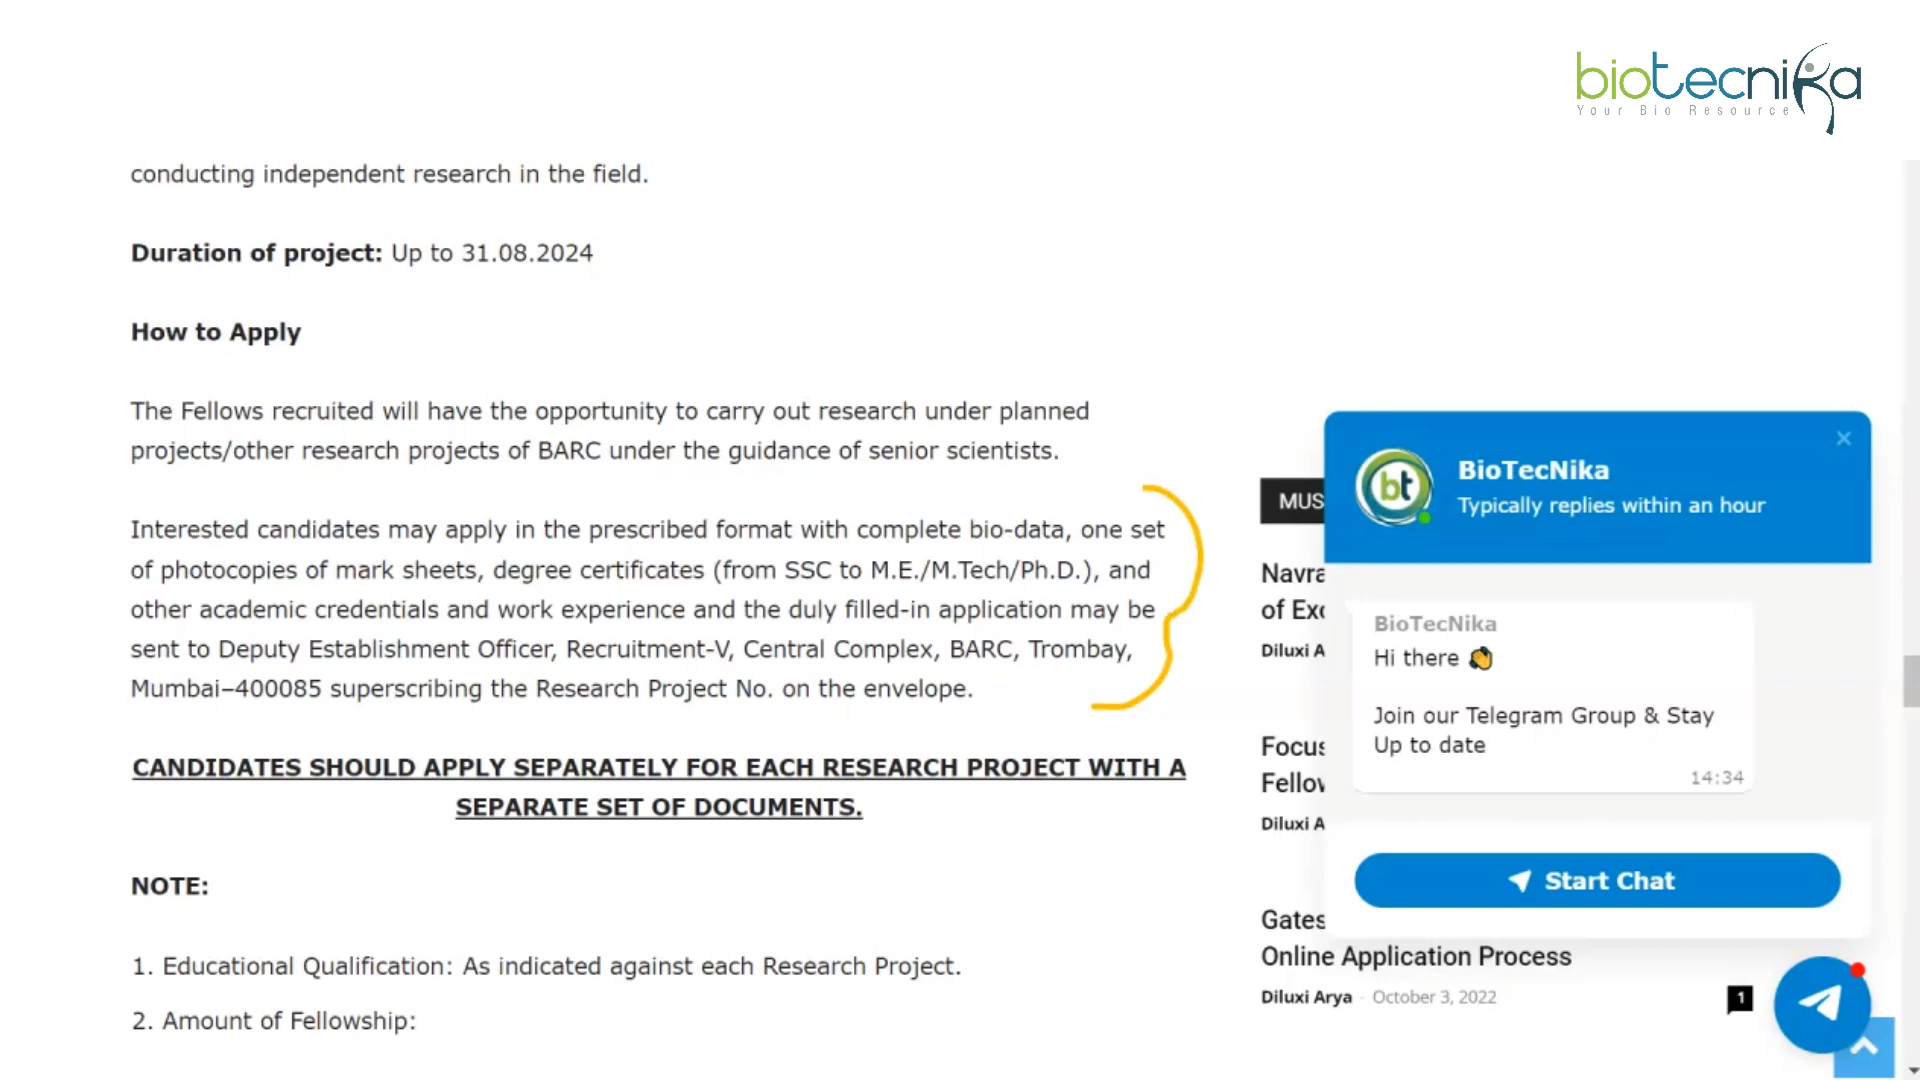 biotecnika
Your Bio Resource
conducting independent research in the field.
Duration of project: Up to 31.08.2024
How to Apply
The Fellows recruited will have the opportunity to carry out research under planned
projects/other research projects of BARC under the guidance of senior scientists.
Interested candidates may apply in the prescribed format with complete bio-data, one set
of photocopies of mark sheets, degree certificates (from SSC to M.E./M.Tech/Ph.D.), and
other academic credentials and work experience and the duly filled-in application may be
sent to Deputy Establishment Officer, Recruitment-V, Central Complex, BARC, Trombay,
Mumbai–400085 superscribing the Research Project No. on the envelope.
CANDIDATES SHOULD APPLY SEPARATELY FOR EACH RESEARCH PROJECT WITH A
SEPARATE SET OF DOCUMENTS.
NOTE:
1. Educational Qualification: As indicated against each Research Project.
2. Amount of Fellowship:
MUS
Navra
of Exc
Diluxi A
Focus
Fellow
Diluxi A
Gates
Online Application Process
Diluxi Arya - October 3, 2022
1
bt
BioTecNika
Typically replies within an hour
BioTecNika
Hi there
Join our Telegram Group & Stay
Up to date
14:34
Start Chat